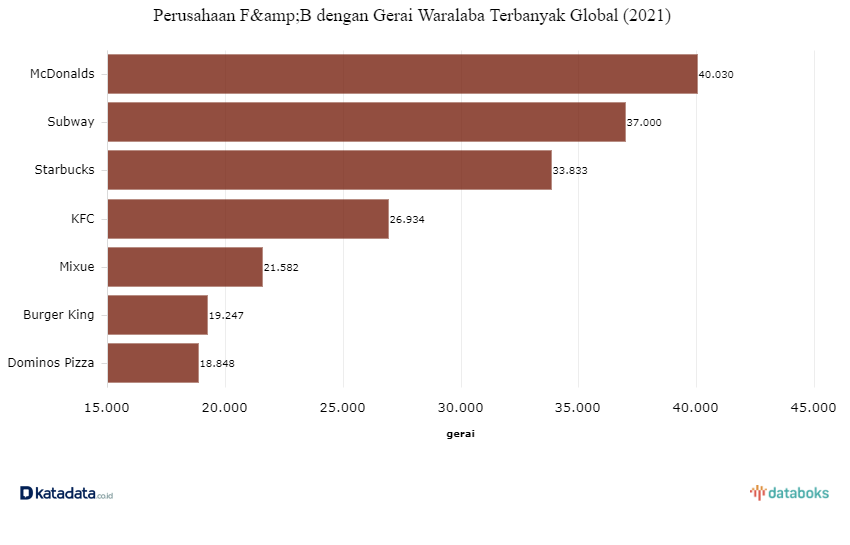 Perusahaan F&amp;B dengan Gerai Waralaba Terbanyak Global (2021)
McDonalds 40.030
Subway 37.000
Starbucks 33.833
KFC 26.934
Mixue 21.582
Burger King 19.247
Dominos Pizza 18.848
15.000 20.000 25.000 30.000 35.000 40.000 45.000
gerai
katadata.co.id databoks